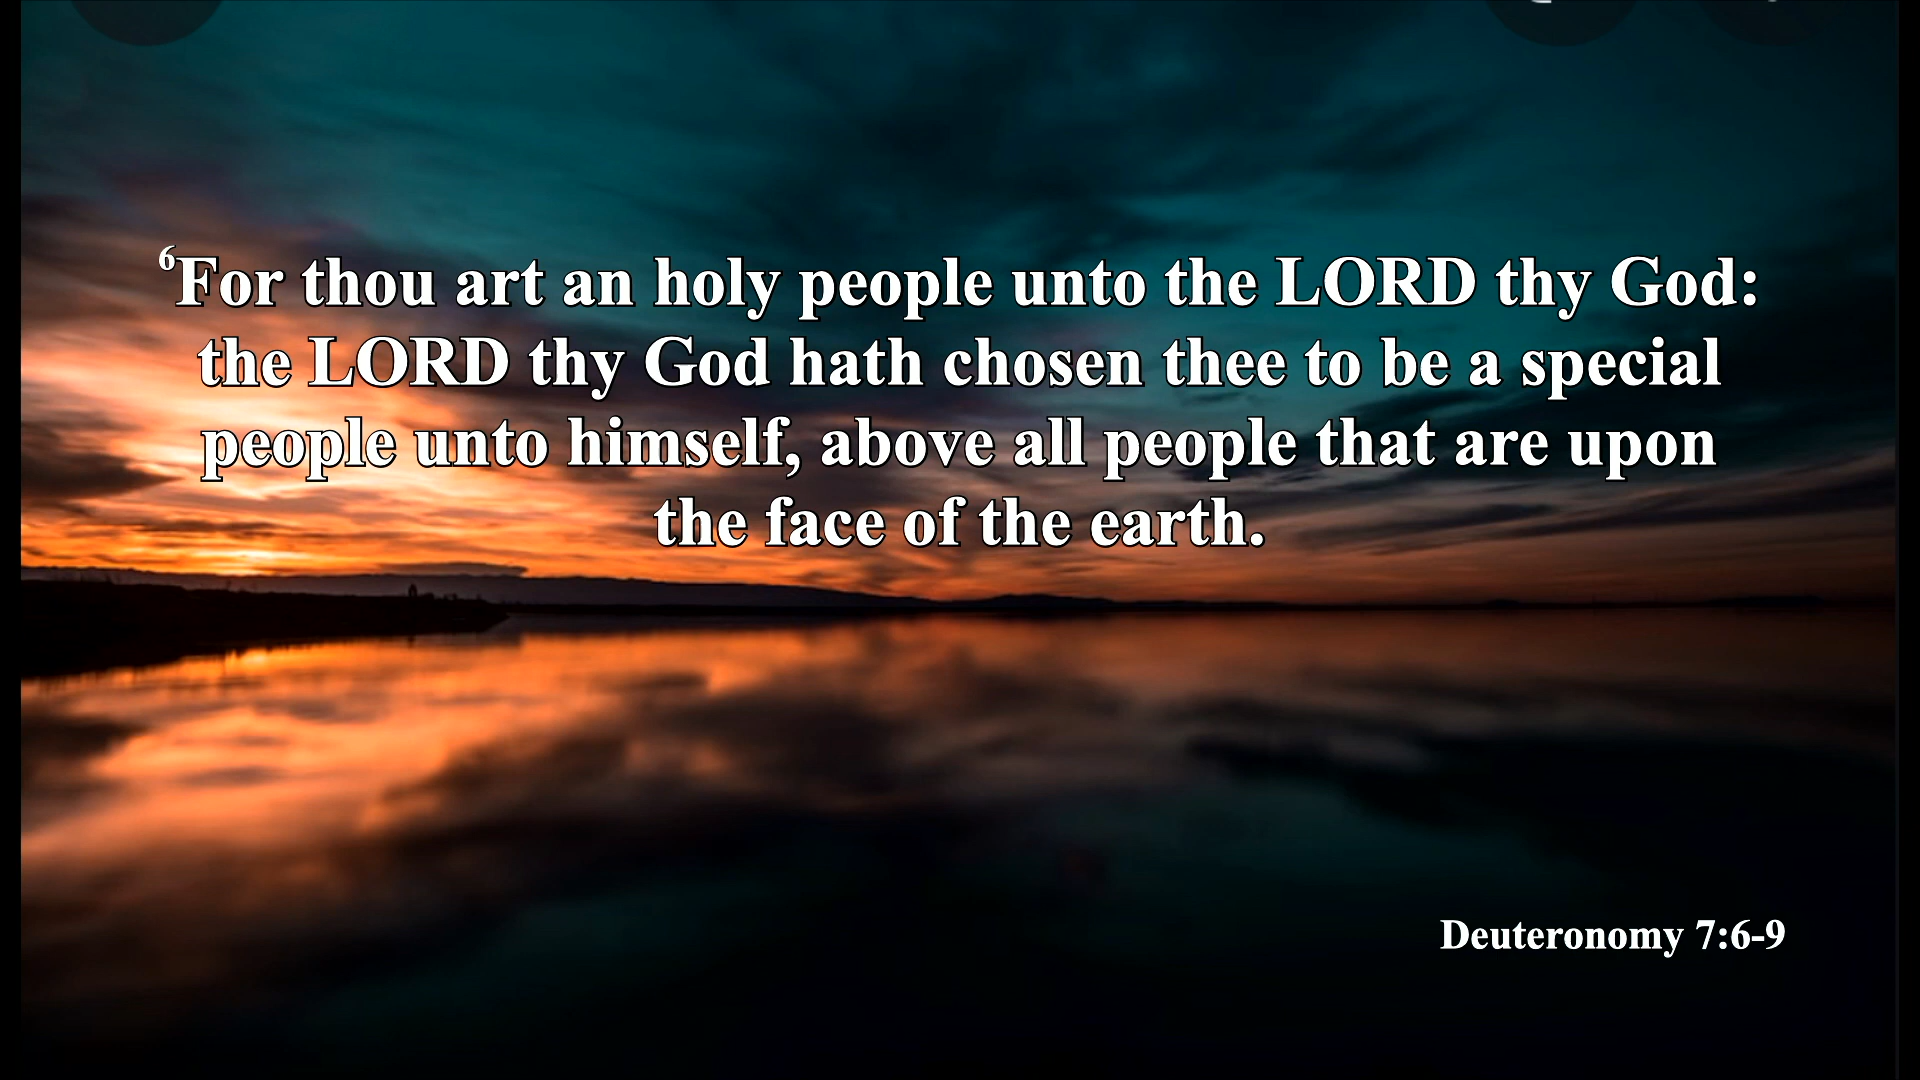 6For thou art an holy people unto the LORD thy God:
the LORD thy God hath chosen thee to be a special
people unto himself, above all people that are upon
the face of the earth.
Deuteronomy 7:6-9